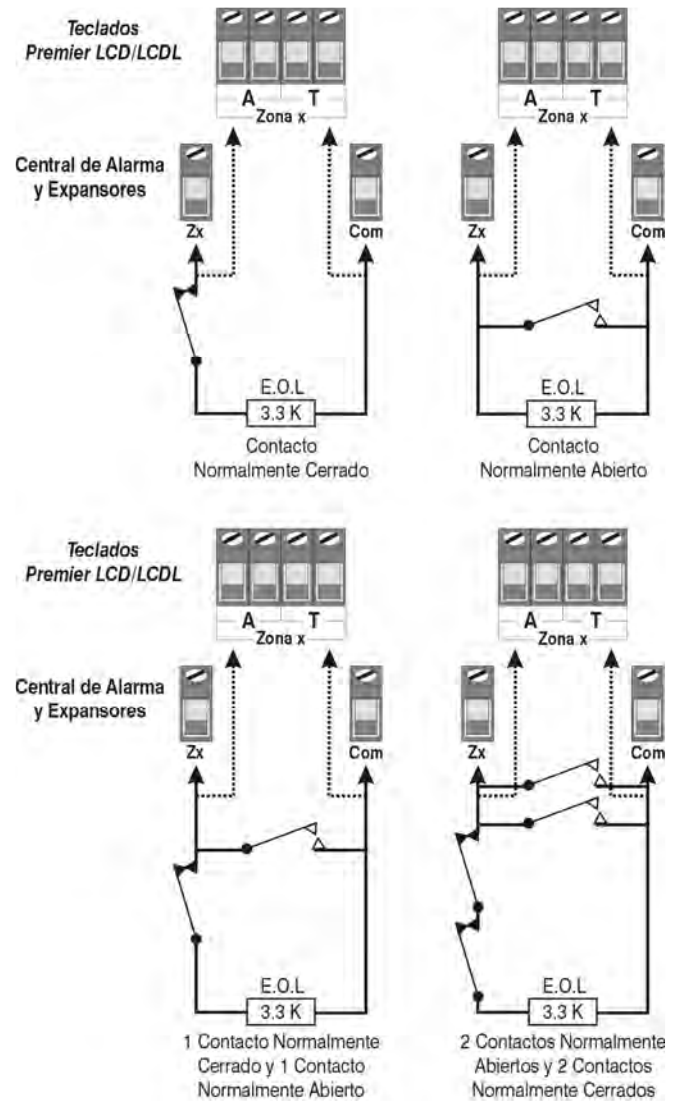 Teclados
Premier LCD/LCDL
A T
Zona x
A T
Zona x
Central de Alarma
y Expansores
Zx
Com
Zx
Com
E.O.L
3.3 K
Contacto
Normalmente Cerrado
E.O.L
3.3 K
Contacto
Normalmente Abierto
Teclados
Premier LCD/LCDL
A T
Zona x
A T
Zona x
Central de Alarma
y Expansores
Zx
Com
Zx
Com
E.O.L
3.3 K
1 Contacto Normalmente
Cerrado y 1 Contacto
Normalmente Abierto
E.O.L
3.3 K
2 Contactos Normalmente
Abiertos y 2 Contactos
Normalmente Cerrados